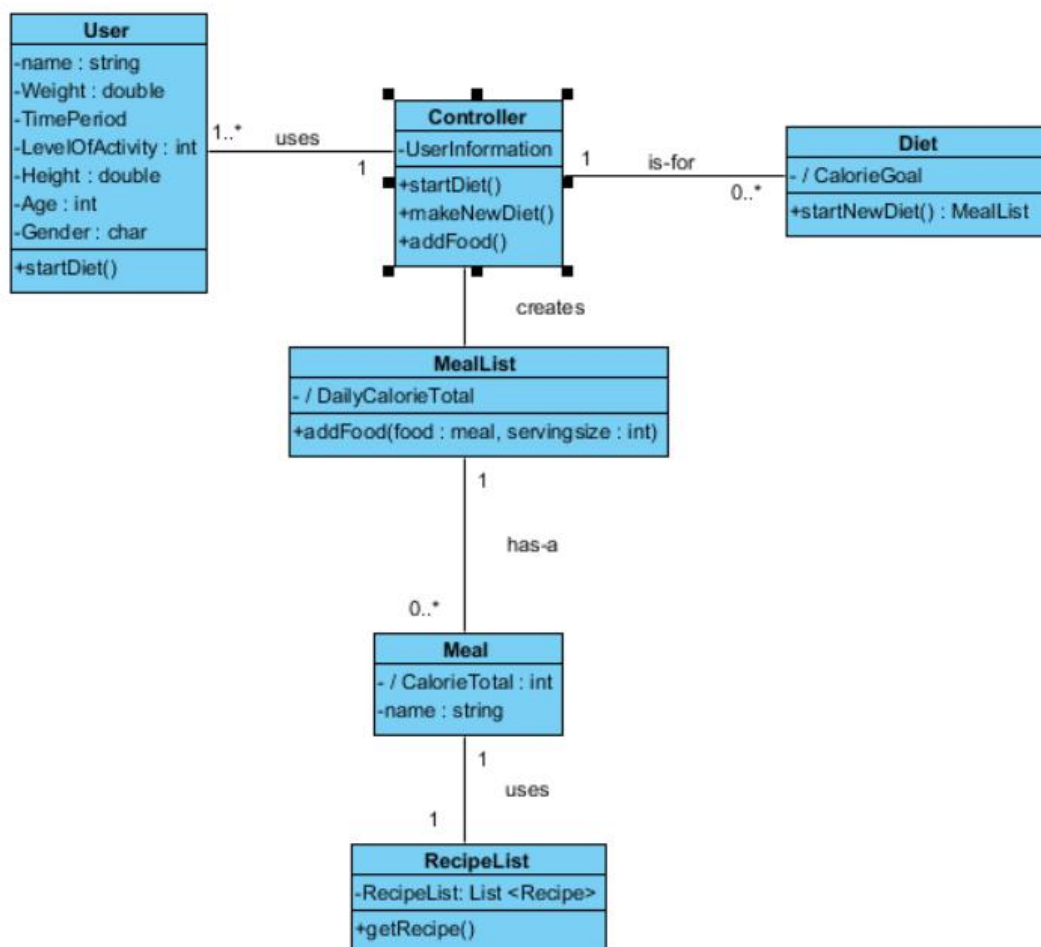 User
-name : string
-Weight : double
-TimePeriod
-LevelOfActivity : int
-Height : double
-Age : int
-Gender : char
+startDiet()
1..*
uses
1
Controller
-UserInformation
+startDiet()
+makeNewDiet()
+addFood()
1
is-for
0..*
Diet
- / CalorieGoal
+startNewDiet() : MealList
creates
MealList
- / DailyCalorieTotal
+addFood(food : meal, servingsize : int)
1
has-a
0..*
Meal
- / CalorieTotal : int
-name : string
1
uses
1
RecipeList
-RecipeList: List <Recipe>
+getRecipe()